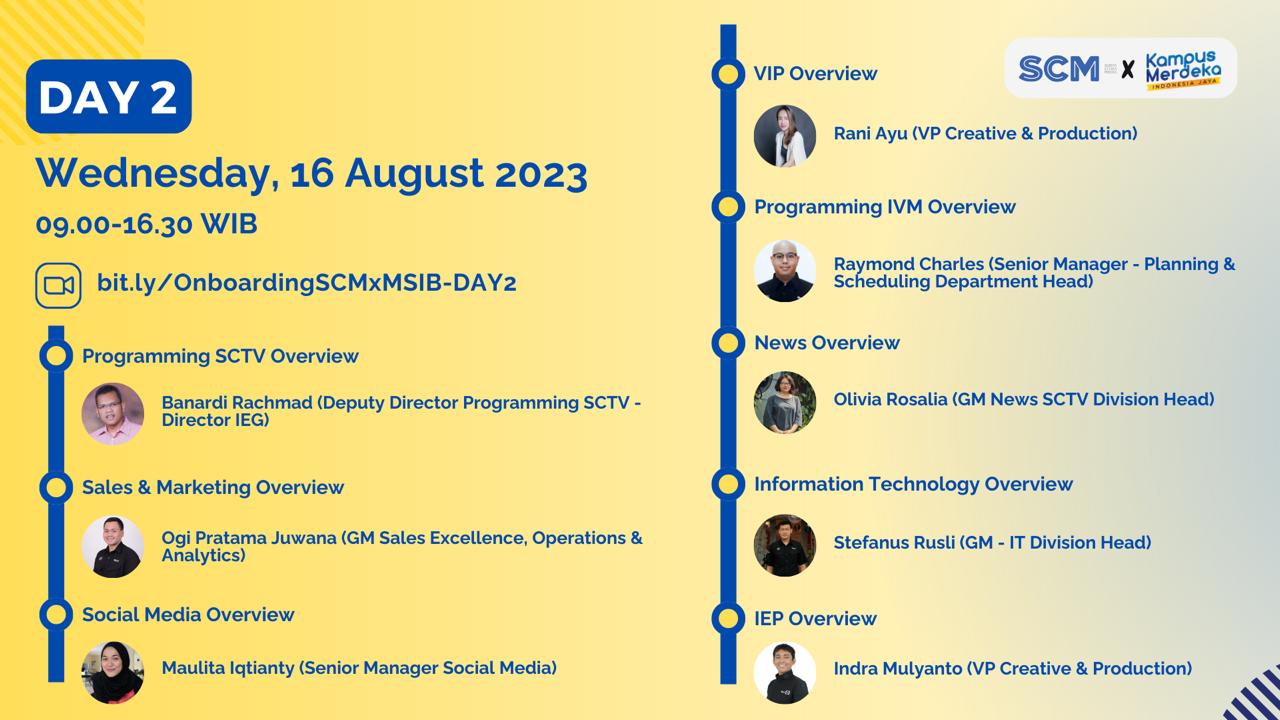 DAY 2
Wednesday, 16 August 2023
09.00-16.30 WIB
bit.ly/OnboardingSCMxMSIB-DAY2
Programming SCTV Overview
Banardi Rachmad (Deputy Director Programming SCTV -
Director IEG)
Sales & Marketing Overview
Ogi Pratama Juwana (GM Sales Excellence, Operations &
Analytics)
Social Media Overview
Maulita Iqtianty (Senior Manager Social Media)
SCM X Kampus
Merdeka
INDONESIA JAYA
VIP Overview
Rani Ayu (VP Creative & Production)
Programming IVM Overview
Raymond Charles (Senior Manager - Planning &
Scheduling Department Head)
News Overview
Olivia Rosalia (GM News SCTV Division Head)
Information Technology Overview
Stefanus Rusli (GM - IT Division Head)
IEP Overview
Indra Mulyanto (VP Creative & Production)